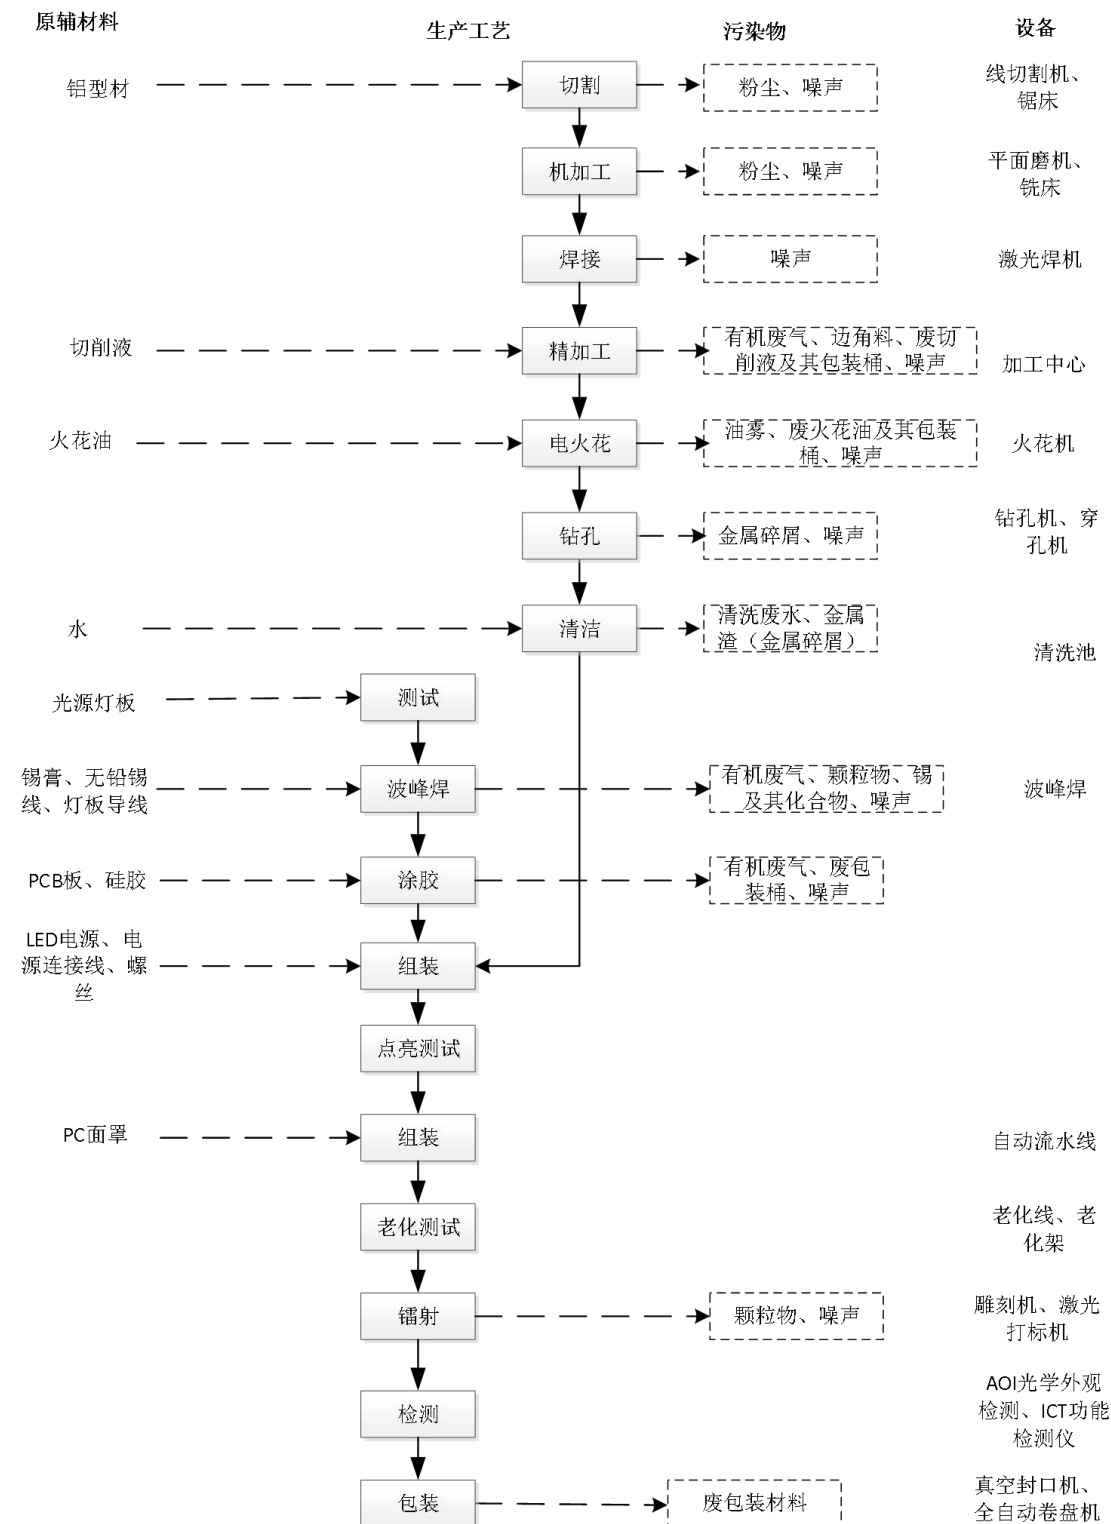 原辅材料
生产工艺
污染物
设备
铝型材
切割
粉尘、噪声
线切割机、
锯床
机加工
粉尘、噪声
平面磨机、
铣床
焊接
噪声
激光焊机
切削液
精加工
有机废气、边角料、废切
削液及其包装桶、噪声
加工中心
火花油
电火花
油雾、废火花油及其包装
桶、噪声
火花机
钻孔
金属碎屑、噪声
钻孔机、穿
孔机
水
清洁
清洗废水、金属
渣（金属碎屑）
清洗池
光源灯板
测试
锡膏、无铅锡
线、灯板导线
波峰焊
有机废气、颗粒物、锡
及其化合物、噪声
波峰焊
PCB板、硅胶
涂胶
有机废气、废包
装桶、噪声
LED电源、电
源连接线、螺
丝
组装
点亮测试
PC面罩
组装
自动流水线
老化测试
老化线、老
化架
镭射
颗粒物、噪声
雕刻机、激光
打标机
检测
AOI光学外观
检测、ICT功能
检测仪
包装
废包装材料
真空封口机、
全自动卷盘机